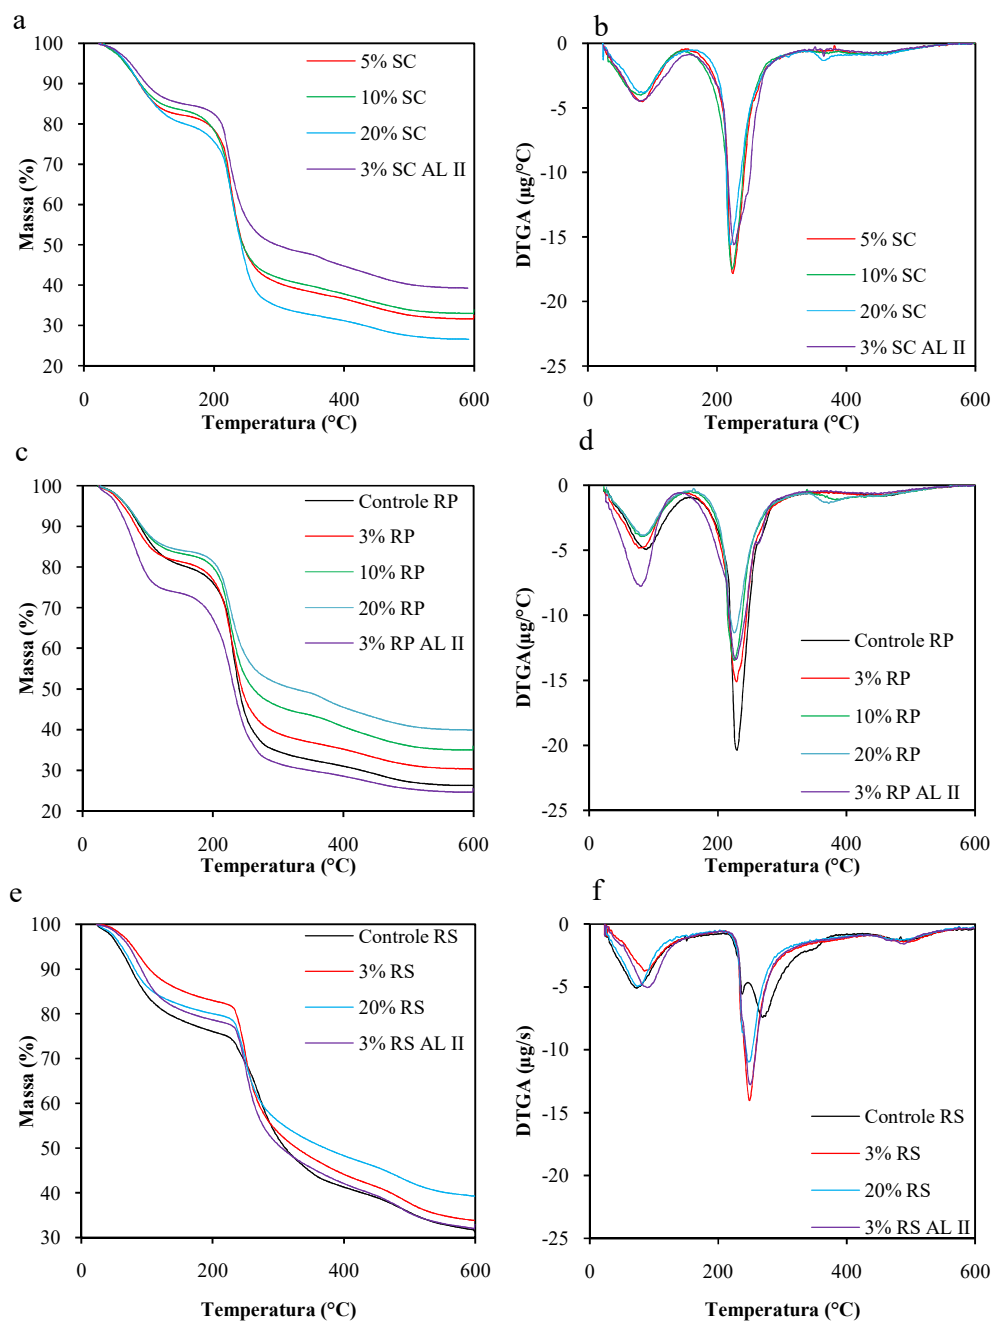 a
100
90
80
70
60
50
40
30
20
0
200
400
600
Massa (%)
Temperatura (°C)
5% SC
10% SC
20% SC
3% SC AL II
b
0
-5
-10
-15
-20
-25
0
200
400
600
DTGA (µg/°C)
Temperatura (°C)
5% SC
10% SC
20% SC
3% SC AL II
c
100
90
80
70
60
50
40
30
20
0
200
400
600
Massa (%)
Temperatura (°C)
Controle RP
3% RP
10% RP
20% RP
3% RP AL II
d
0
-5
-10
-15
-20
-25
0
200
400
600
DTGA(µg/°C)
Temperatura (°C)
Controle RP
3% RP
10% RP
20% RP
3% RP AL II
e
100
90
80
70
60
50
40
30
0
200
400
600
Massa (%)
Temperatura (°C)
Controle RS
3% RS
20% RS
3% RS AL II
f
0
-5
-10
-15
-20
-25
0
200
400
600
DTGA (µg/s)
Temperatura (°C)
Controle RS
3% RS
20% RS
3% RS AL II